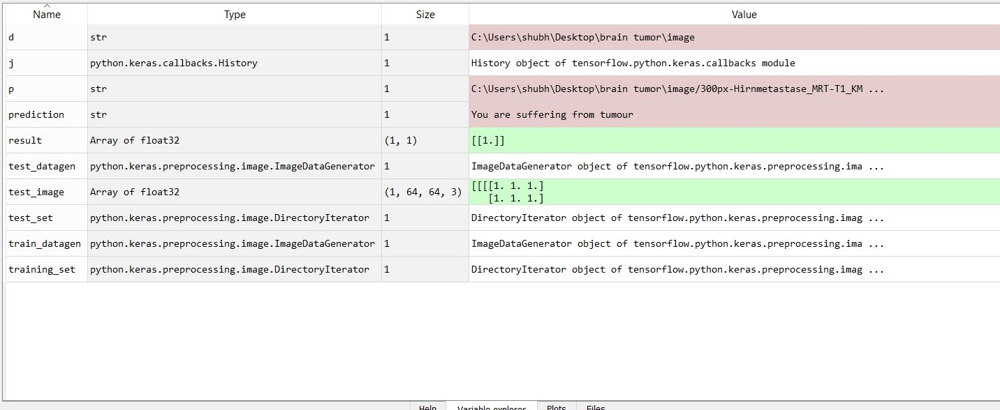 Name Type Size Value
d str 1 C:\Users\shubh\Desktop\brain tumor\image
j python.keras.callbacks.History 1 History object of tensorflow.python.keras.callbacks module
p str 1 C:\Users\shubh\Desktop\brain tumor\image/300px-Hirnmetastase_MRT-T1_KM ...
prediction str 1 You are suffering from tumour
result Array of float32 (1, 1) [[1.]]
test_datagen python.keras.preprocessing.image.ImageDataGenerator 1 ImageDataGenerator object of tensorflow.python.keras.preprocessing.ima ...
test_image Array of float32 (1, 64, 64, 3) [[[[1. 1. 1.]
[1. 1. 1.]
test_set python.keras.preprocessing.image.DirectoryIterator 1 DirectoryIterator object of tensorflow.python.keras.preprocessing.imag ...
train_datagen python.keras.preprocessing.image.ImageDataGenerator 1 ImageDataGenerator object of tensorflow.python.keras.preprocessing.ima ...
training_set python.keras.preprocessing.image.DirectoryIterator 1 DirectoryIterator object of tensorflow.python.keras.preprocessing.imag ...
Help Variable explorer Plots Files